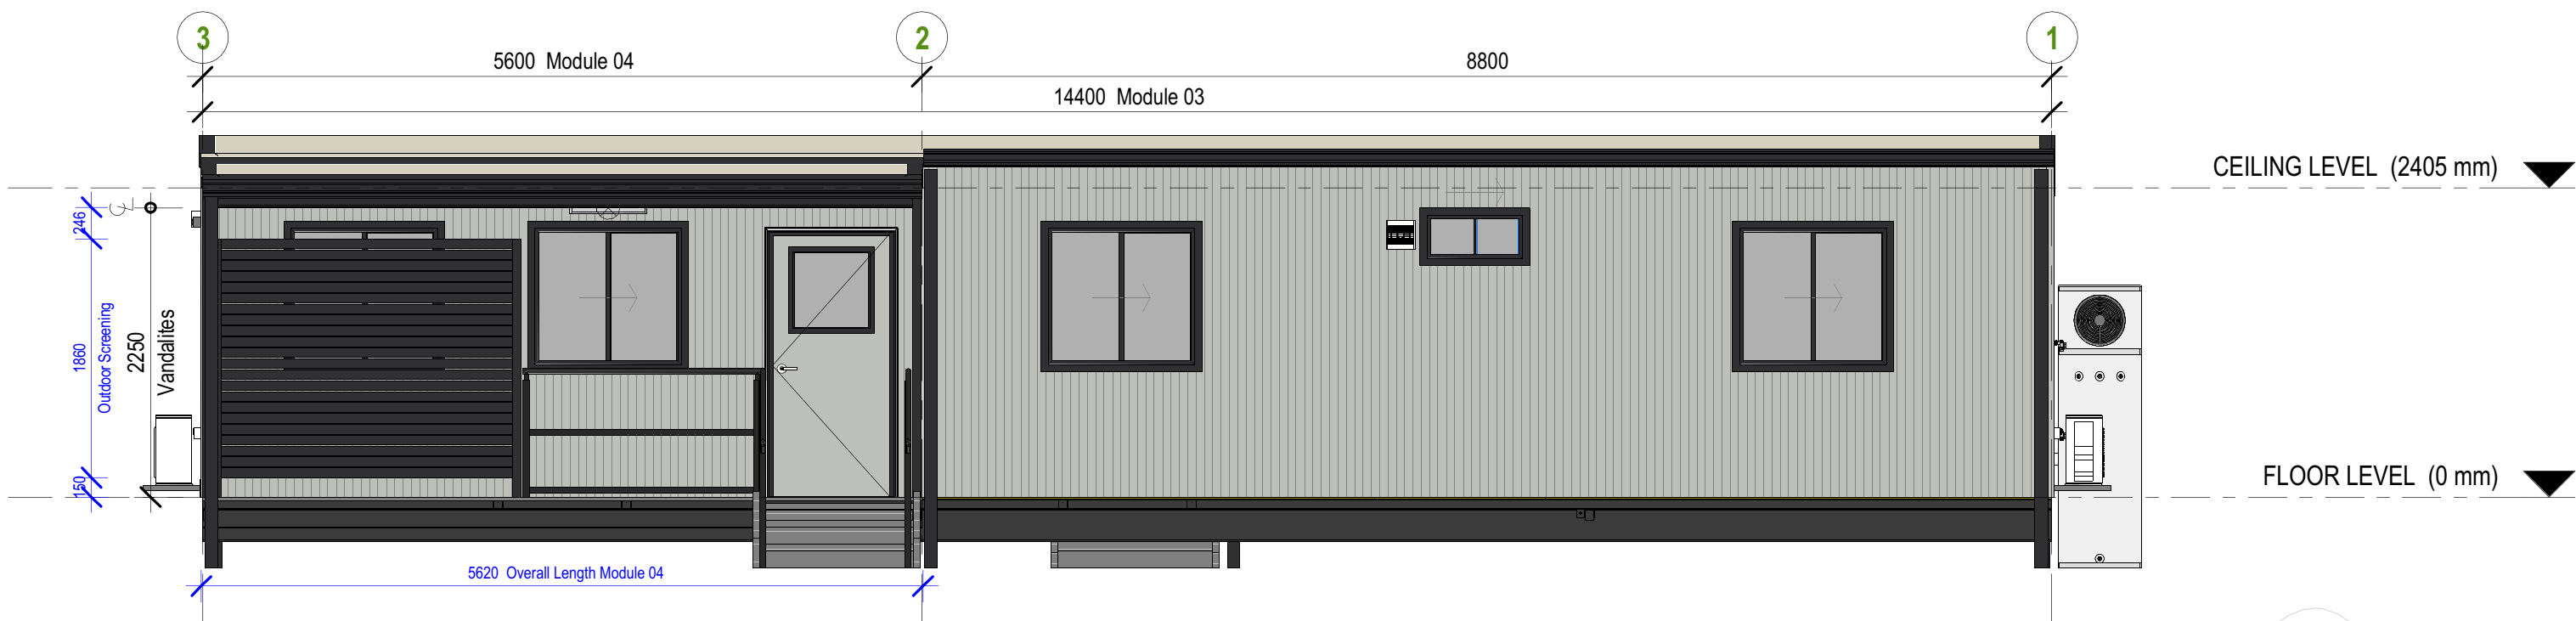 3
2
1
5600 Module 04
8800
14400 Module 03
CEILING LEVEL (2405 mm)
246
1860
Outdoor Screening
2250
Vandalites
150
FLOOR LEVEL (0 mm)
5620 Overall Length Module 04